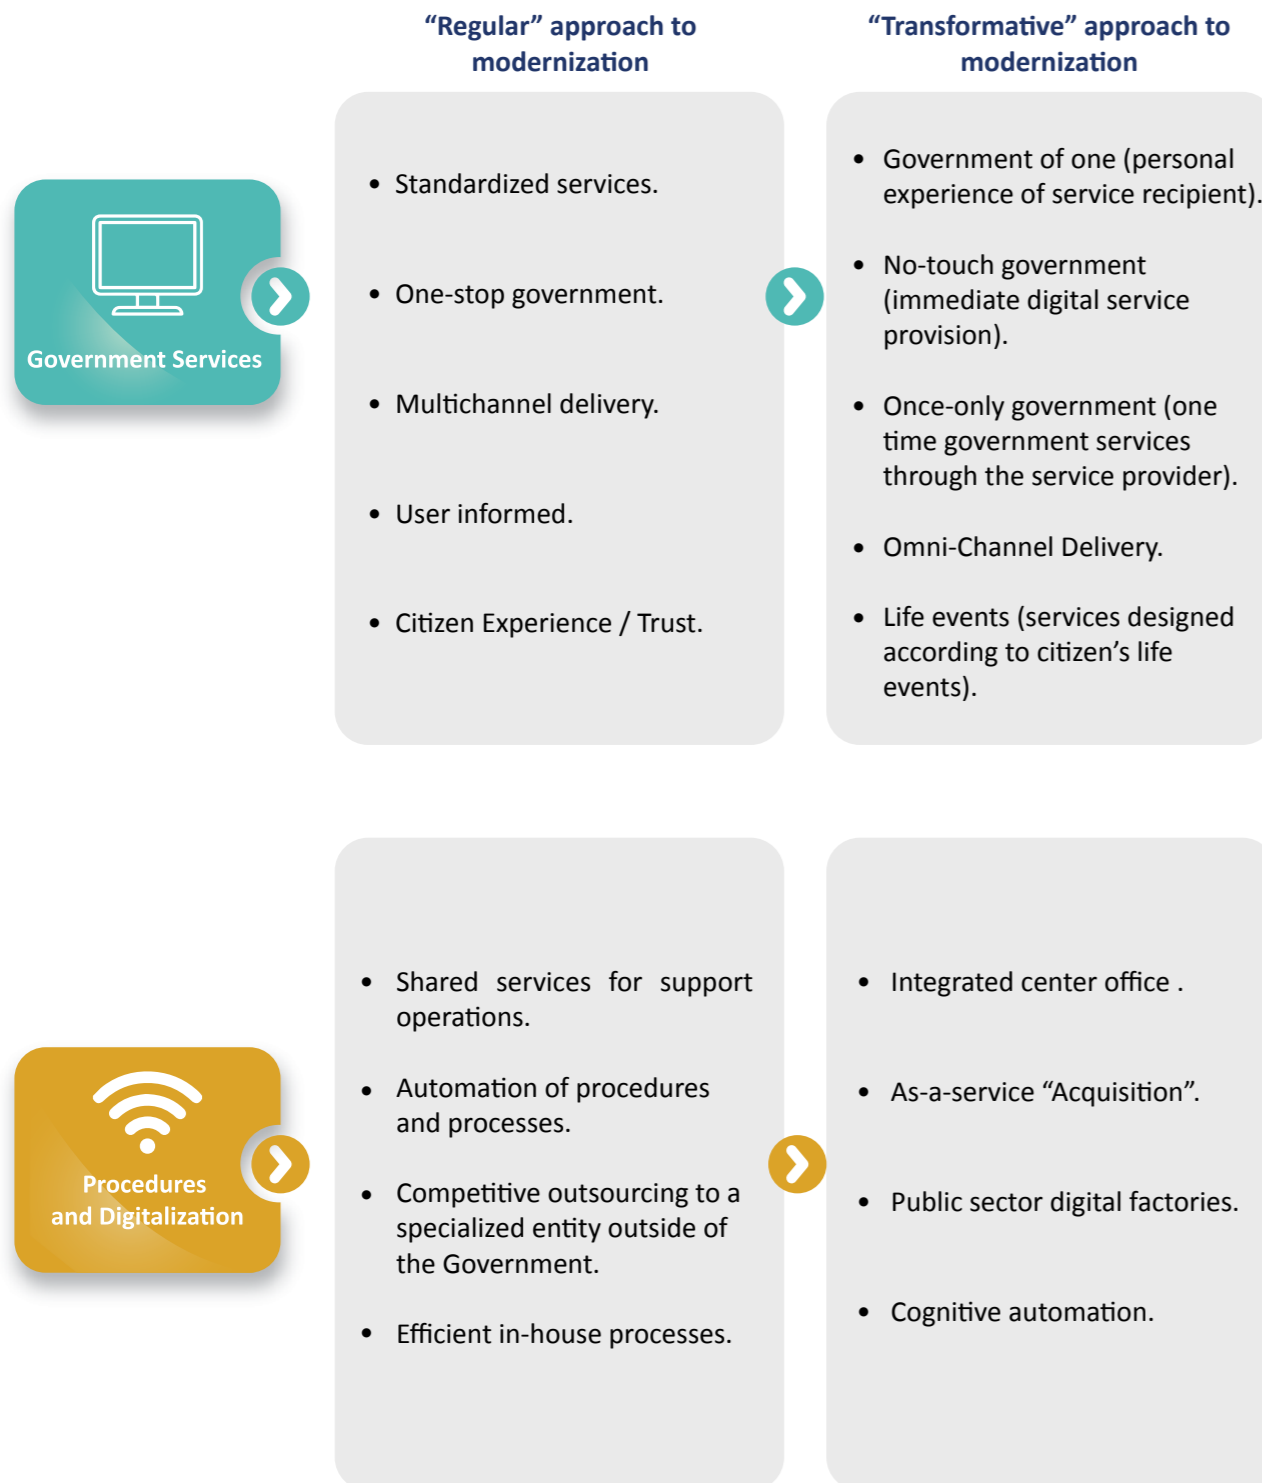 “Regular” approach to
modernization
“Transformative” approach to
modernization
Government Services
• Standardized services.
• One-stop government.
• Multichannel delivery.
• User informed.
• Citizen Experience / Trust.
• Government of one (personal
experience of service recipient).
• No-touch government
(immediate digital service
provision).
• Once-only government (one
time government services
through the service provider).
• Omni-Channel Delivery.
• Life events (services designed
according to citizen’s life
events).
Procedures
and Digitalization
• Shared services for support
operations.
• Automation of procedures
and processes.
• Competitive outsourcing to a
specialized entity outside of
the Government.
• Efficient in-house processes.
• Integrated center office .
• As-a-service “Acquisition”.
• Public sector digital factories.
• Cognitive automation.